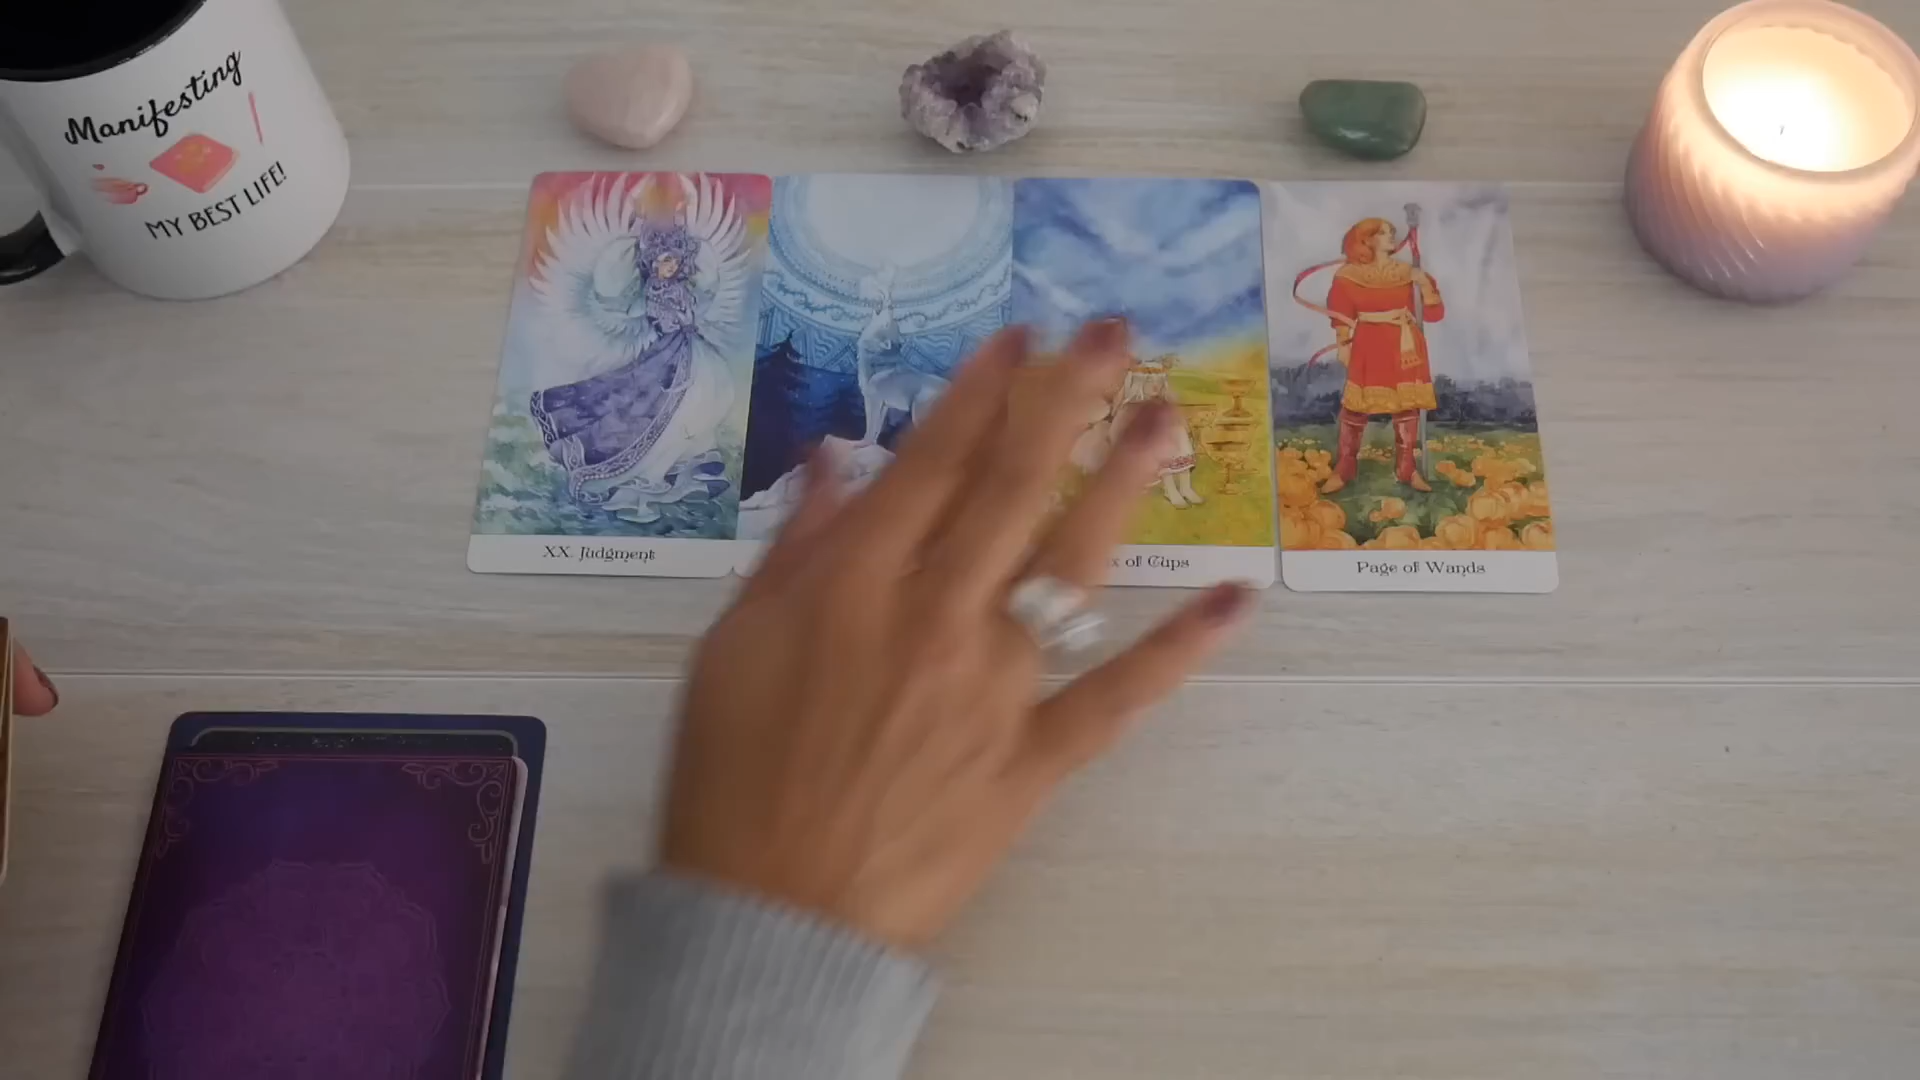 Manifesting
MY BEST LIFE!
XX. Judgment
of Cups
Page of Wands